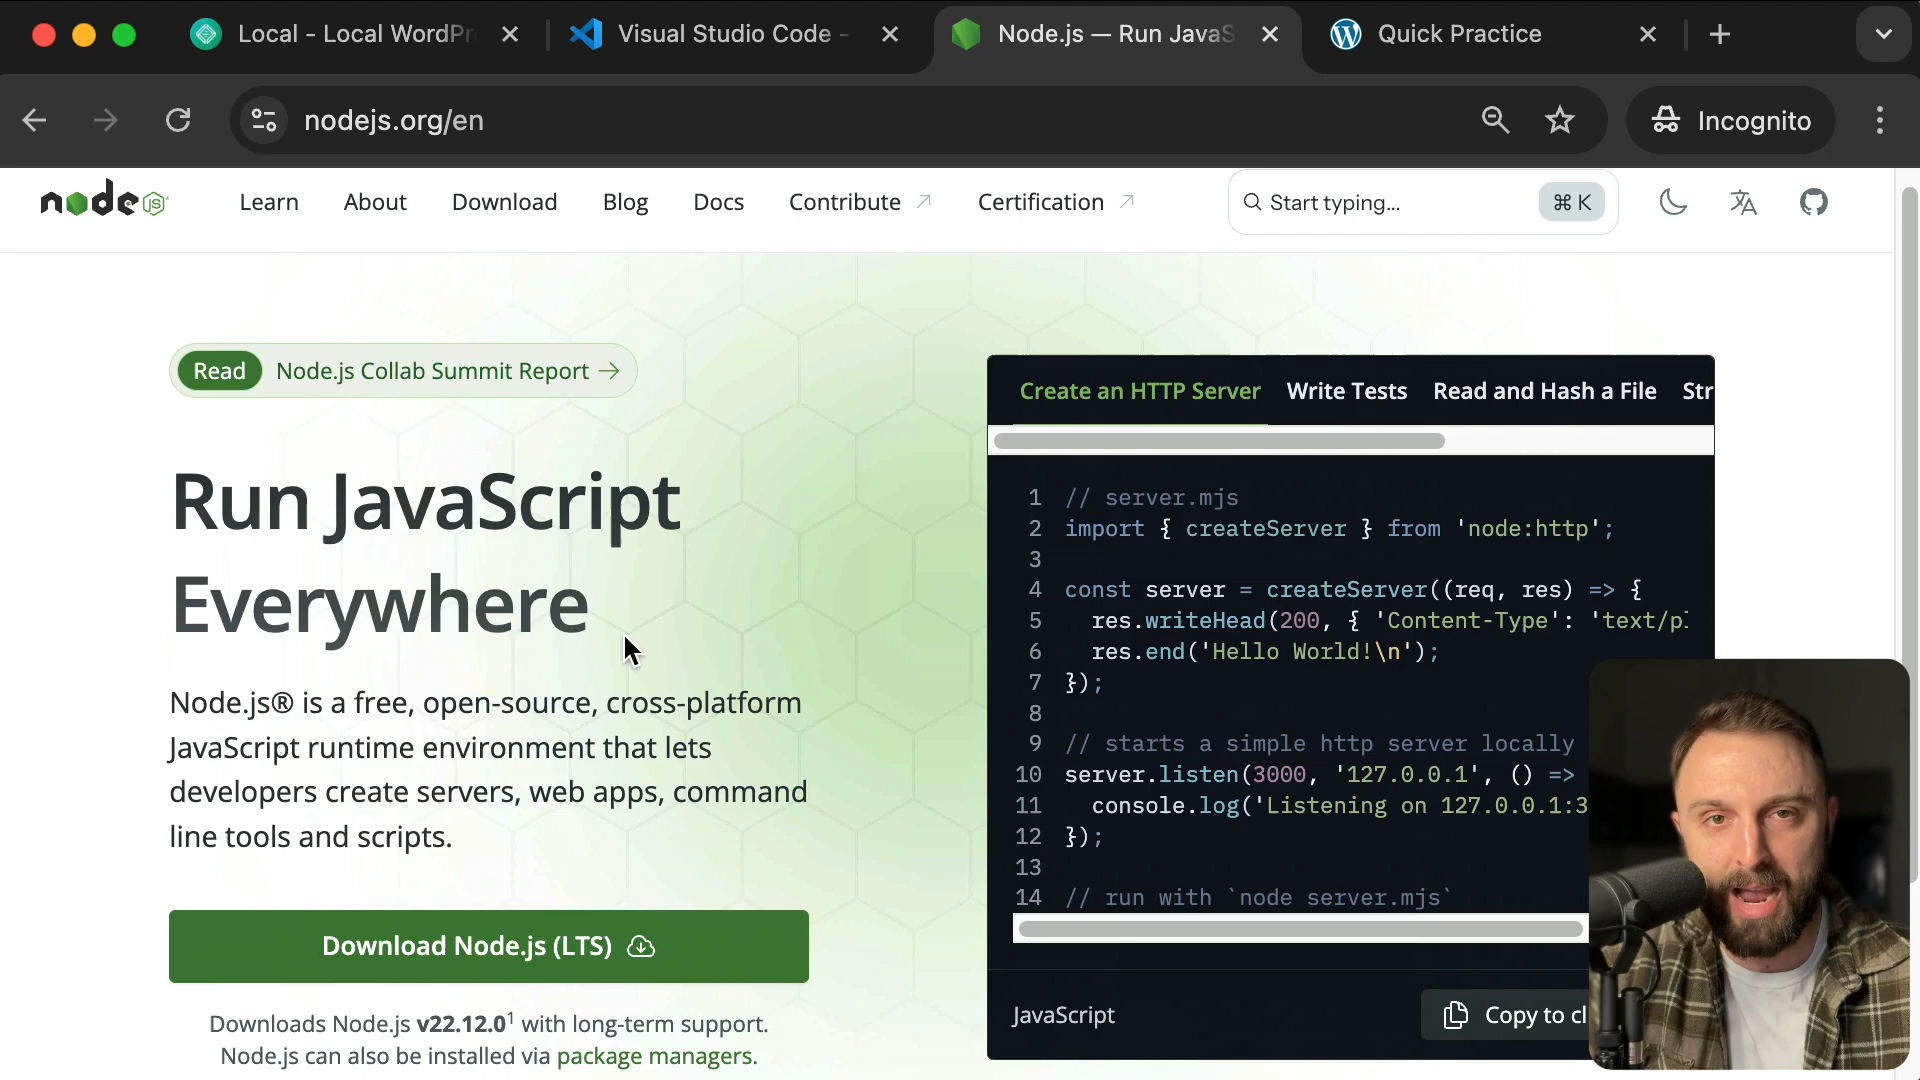 Local - Local WordPr
Visual Studio Code -
Node.js — Run JavaS
Quick Practice
nodejs.org/en
Incognito
node JS
Learn
About
Download
Blog
Docs
Contribute
Certification
Start typing...
⌘ K
Read
Node.js Collab Summit Report →
Run JavaScript
Everywhere
Node.js® is a free, open-source, cross-platform
JavaScript runtime environment that lets
developers create servers, web apps, command
line tools and scripts.
Download Node.js (LTS)
Downloads Node.js v22.12.0¹ with long-term support.
Node.js can also be installed via package managers.
Create an HTTP Server
Write Tests
Read and Hash a File
Str
1 // server.mjs
2 import { createServer } from 'node:http';
3
4 const server = createServer((req, res) => {
5 res.writeHead(200, { 'Content-Type': 'text/pl
6 res.end('Hello World!\n');
7 });
8
9 // starts a simple http server locally
10 server.listen(3000, '127.0.0.1', () =>
11 console.log('Listening on 127.0.0.1:3
12 });
13
14 // run with `node server.mjs`
JavaScript
Copy to cl